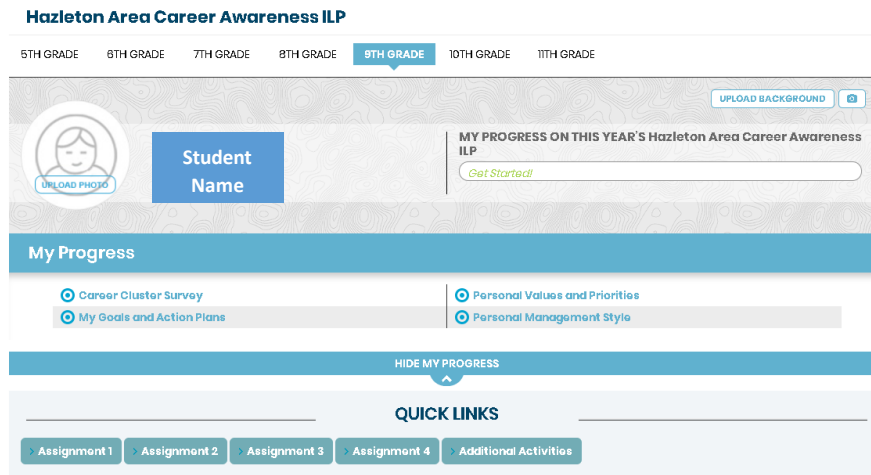 Hazleton Area Career Awareness ILP
5TH GRADE 6TH GRADE 7TH GRADE 8TH GRADE 9TH GRADE 10TH GRADE 11TH GRADE
UPLOAD BACKGROUND
MY PROGRESS ON THIS YEAR'S Hazleton Area Career Awareness
ILP
Get Started!
Student
Name
UPLOAD PHOTO
My Progress
Career Cluster Survey
Personal Values and Priorities
My Goals and Action Plans
Personal Management Style
HIDE MY PROGRESS
QUICK LINKS
> Assignment 1 > Assignment 2 > Assignment 3 > Assignment 4 > Additional Activities